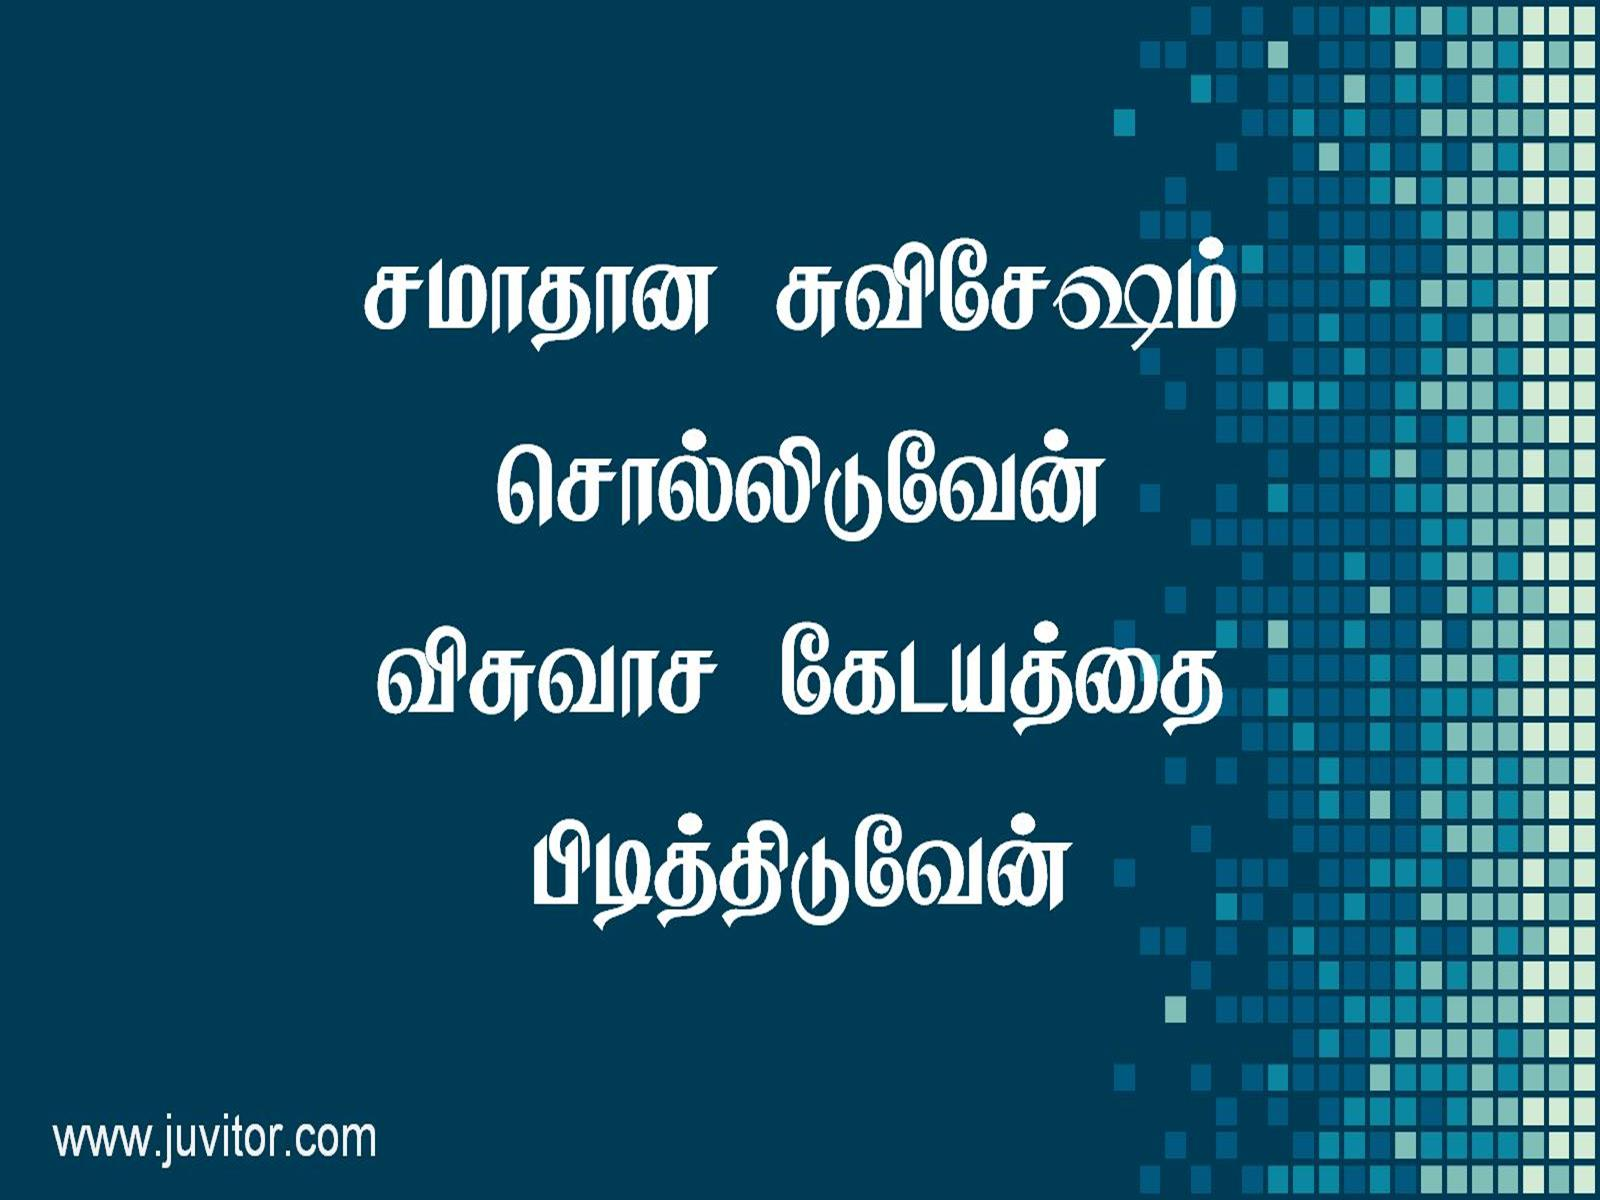 சமாதான சுவிசேஷம்
சொல்லிடுவேன்
விசுவாச கேடயத்தை
பிடித்திடுவேன்
www.juvitor.com